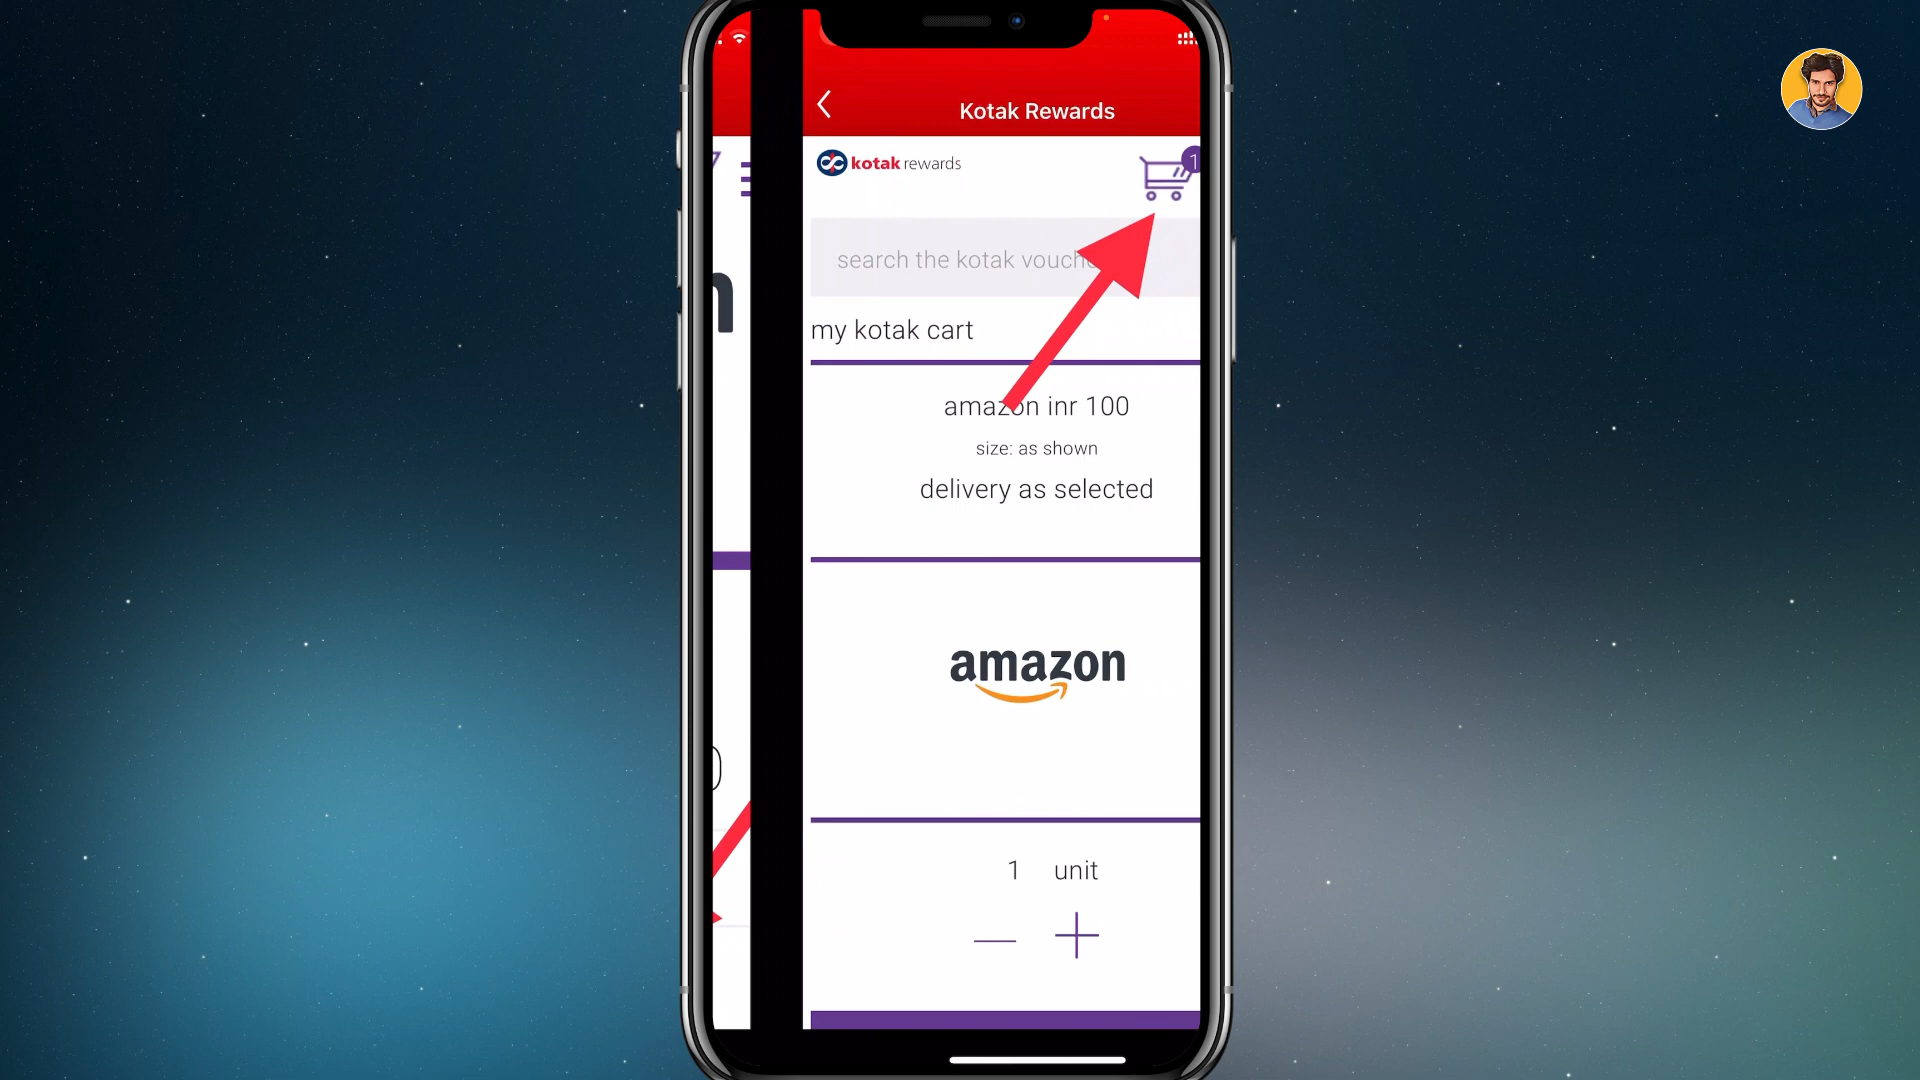 Kotak Rewards
kotak rewards
1
search the kotak vouch
my kotak cart
amazon inr 100
size: as shown
delivery as selected
amazon
1 unit